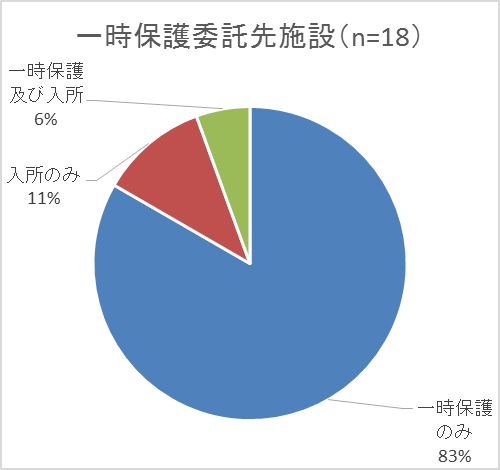 一時保護委託先施設（n=18）
一時保護
及び入所
6%
入所のみ
11%
一時保護
のみ
83%